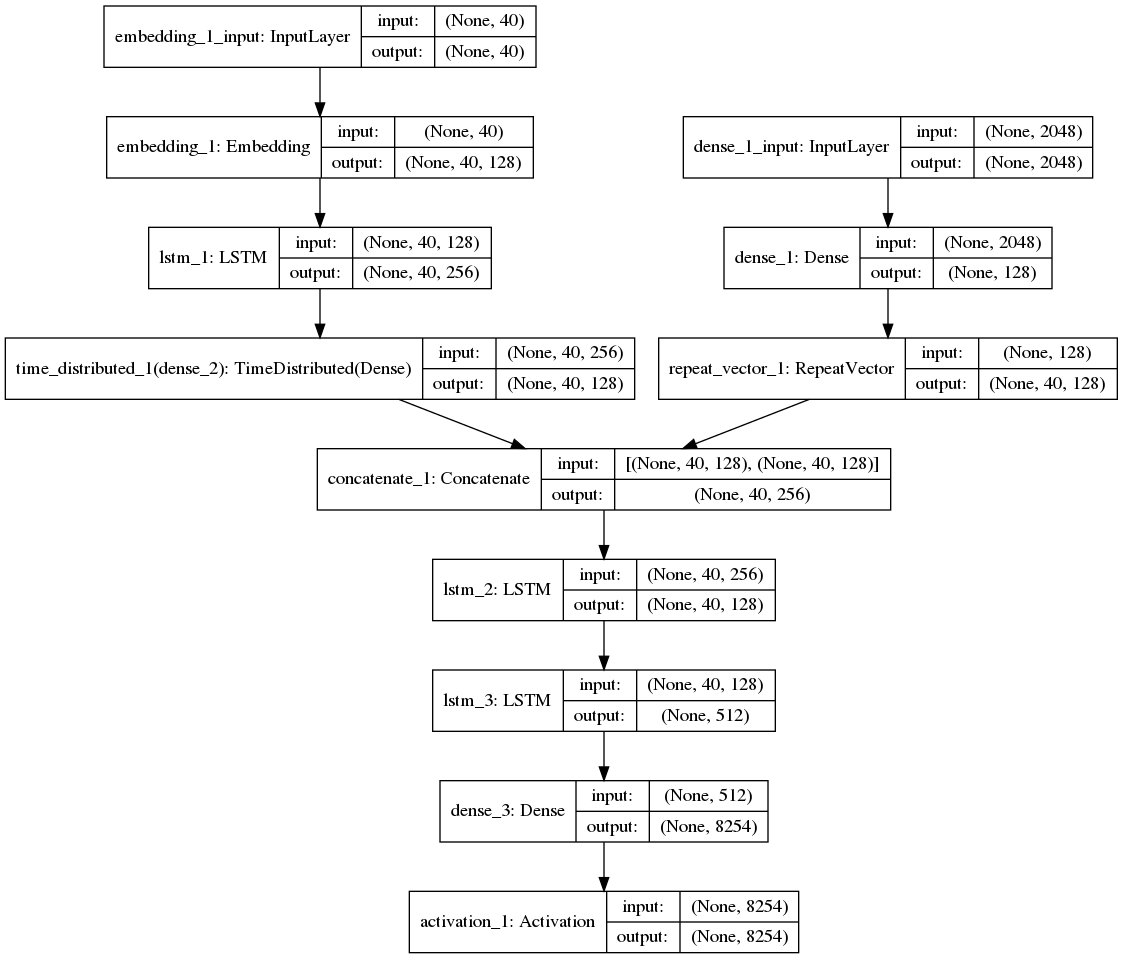 embedding_1_input: InputLayer
input:
(None, 40)
output:
(None, 40)
embedding_1: Embedding
input:
(None, 40)
output:
(None, 40, 128)
dense_1_input: InputLayer
input:
(None, 2048)
output:
(None, 2048)
lstm_1: LSTM
input:
(None, 40, 128)
output:
(None, 40, 256)
dense_1: Dense
input:
(None, 2048)
output:
(None, 128)
time_distributed_1(dense_2): TimeDistributed(Dense)
input:
(None, 40, 256)
output:
(None, 40, 128)
repeat_vector_1: RepeatVector
input:
(None, 128)
output:
(None, 40, 128)
concatenate_1: Concatenate
input:
[(None, 40, 128), (None, 40, 128)]
output:
(None, 40, 256)
lstm_2: LSTM
input:
(None, 40, 256)
output:
(None, 40, 128)
lstm_3: LSTM
input:
(None, 40, 128)
output:
(None, 512)
dense_3: Dense
input:
(None, 512)
output:
(None, 8254)
activation_1: Activation
input:
(None, 8254)
output:
(None, 8254)